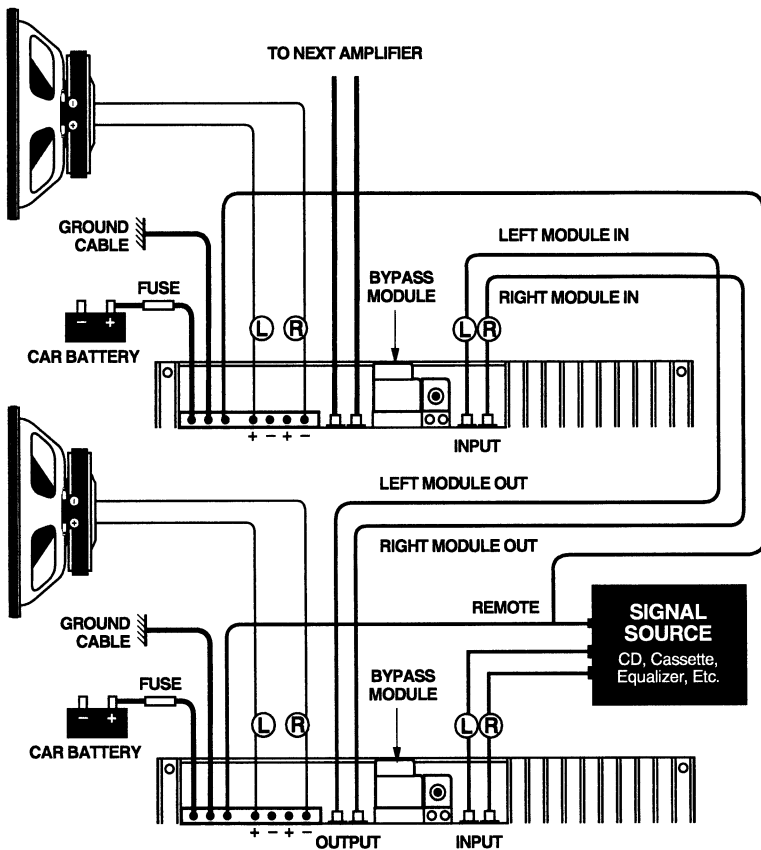 TO NEXT AMPLIFIER
GROUND
CABLE
LEFT MODULE IN
BYPASS
MODULE
FUSE
RIGHT MODULE IN
- +
L R
L R
CAR BATTERY
+ - + -
INPUT
LEFT MODULE OUT
RIGHT MODULE OUT
REMOTE
SIGNAL
SOURCE
CD, Cassette,
Equalizer, Etc.
GROUND
CABLE
BYPASS
MODULE
FUSE
- +
L R
L R
CAR BATTERY
+ - + -
OUTPUT
INPUT